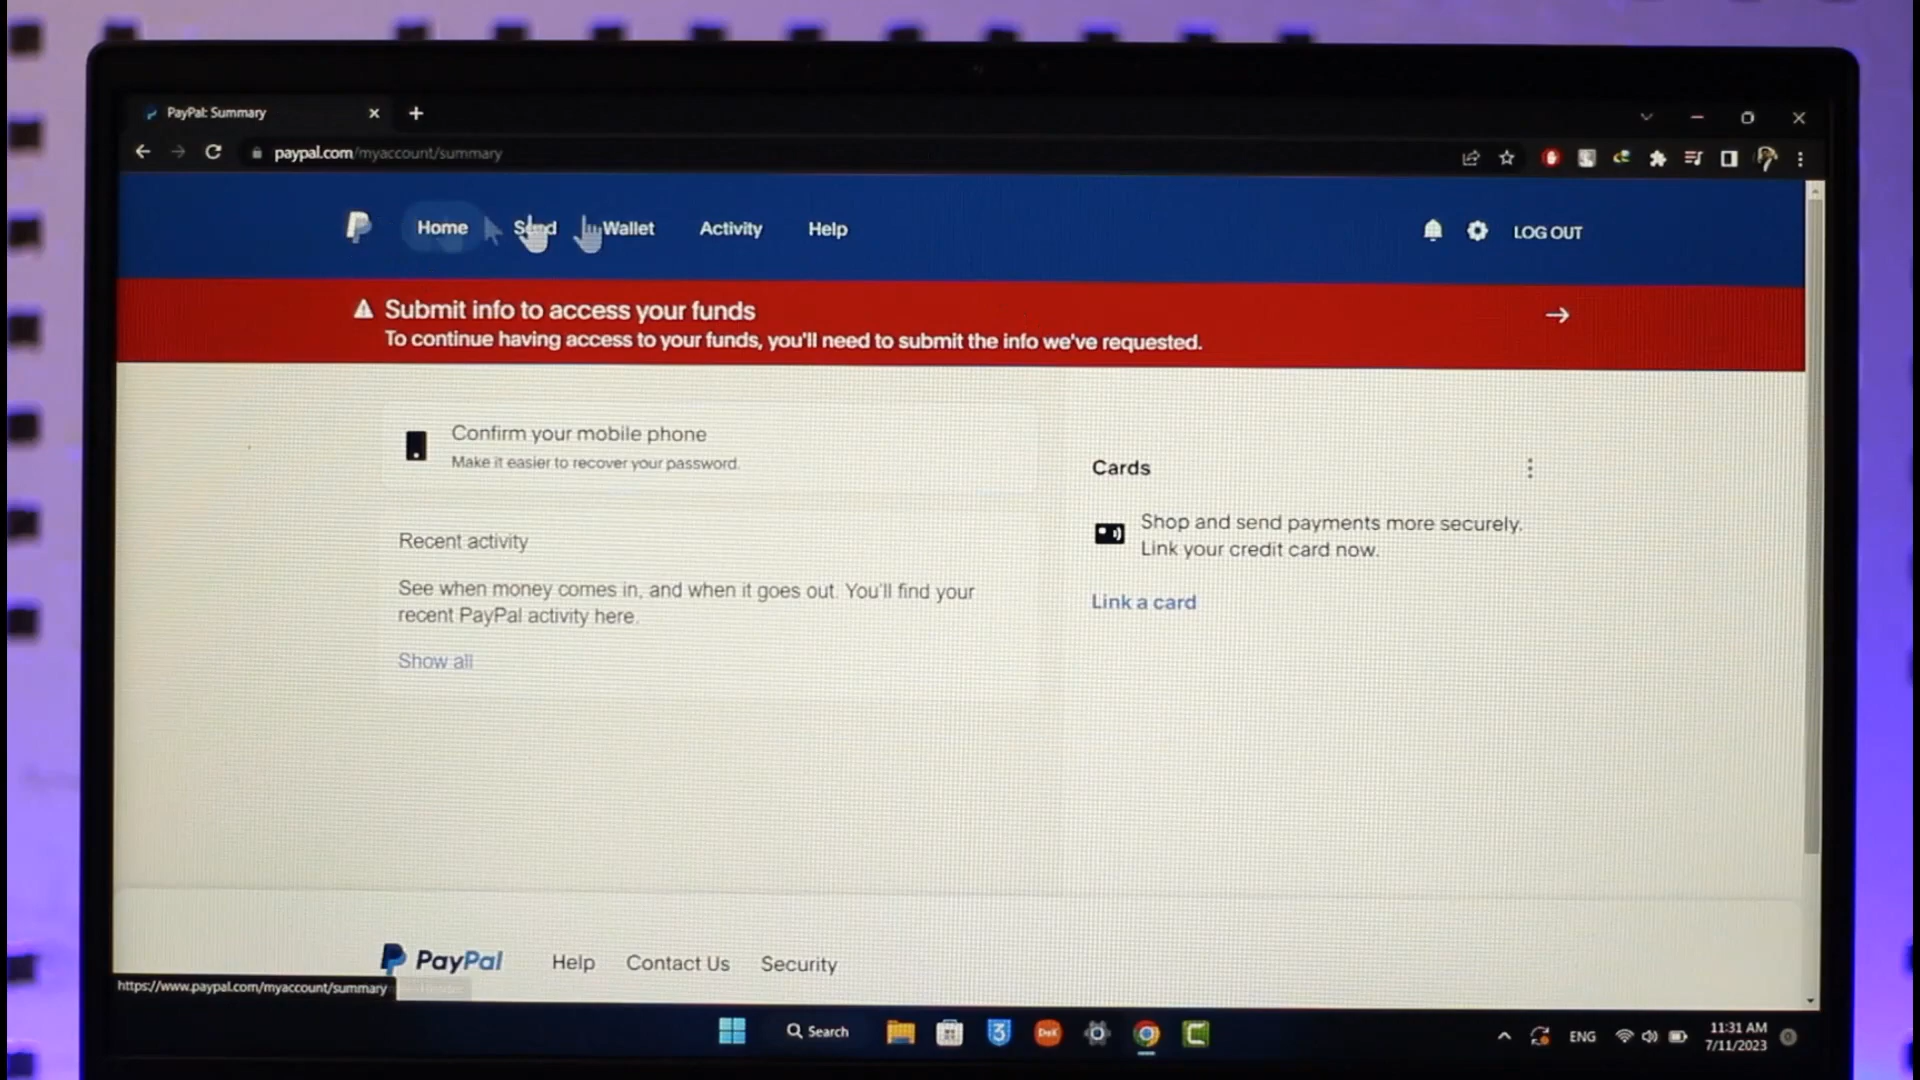 PayPal: Summary
paypal.com/myaccount/summary
Home Send Wallet Activity Help LOG OUT
Submit info to access your funds
To continue having access to your funds, you'll need to submit the info we've requested.
Confirm your mobile phone
Make it easier to recover your password.
Cards
Shop and send payments more securely.
Link your credit card now.
Link a card
Recent activity
See when money comes in, and when it goes out. You'll find your
recent PayPal activity here.
Show all
PayPal Help Contact Us Security
https://www.paypal.com/myaccount/summary
Search
ENG
11:31 AM
7/11/2023